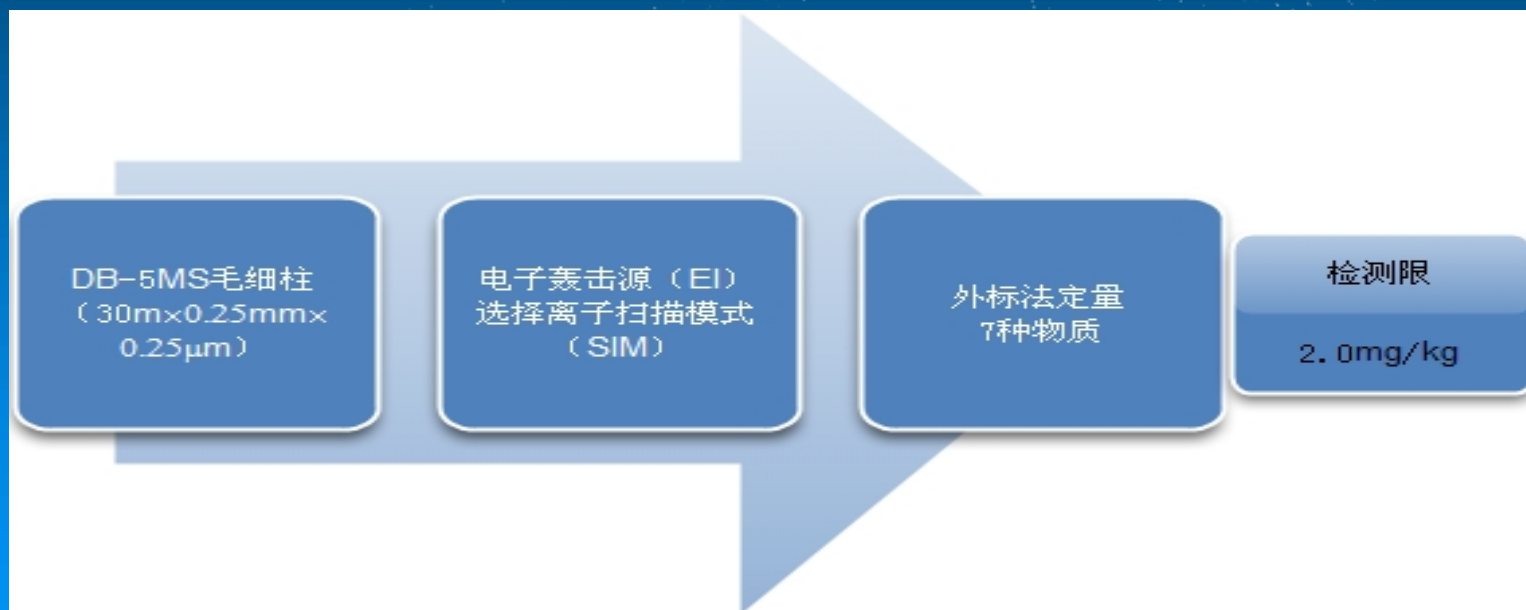 DB-5MS毛细柱
（30m×0.25mm×
0.25μm）
电子轰击源（EI）
选择离子扫描模式
（SIM）
外标法定量
7种物质
检测限
2.0mg/kg